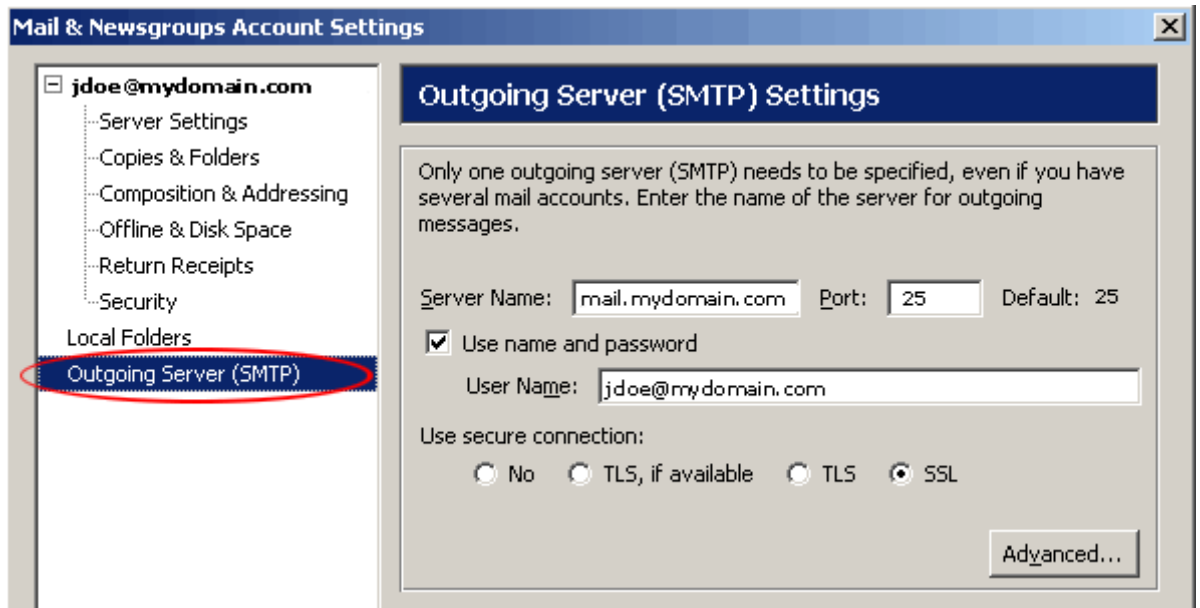 Mail & Newsgroups Account Settings
jdoe@mydomain.com
Server Settings
Copies & Folders
Composition & Addressing
Offline & Disk Space
Return Receipts
Security
Local Folders
Outgoing Server (SMTP)
Outgoing Server (SMTP) Settings
Only one outgoing server (SMTP) needs to be specified, even if you have
several mail accounts. Enter the name of the server for outgoing
messages.
Server Name: mail.mydomain.com Port: 25 Default: 25
Use name and password
User Name: jdoe@mydomain.com
Use secure connection:
No TLS, if available TLS SSL
Advanced...